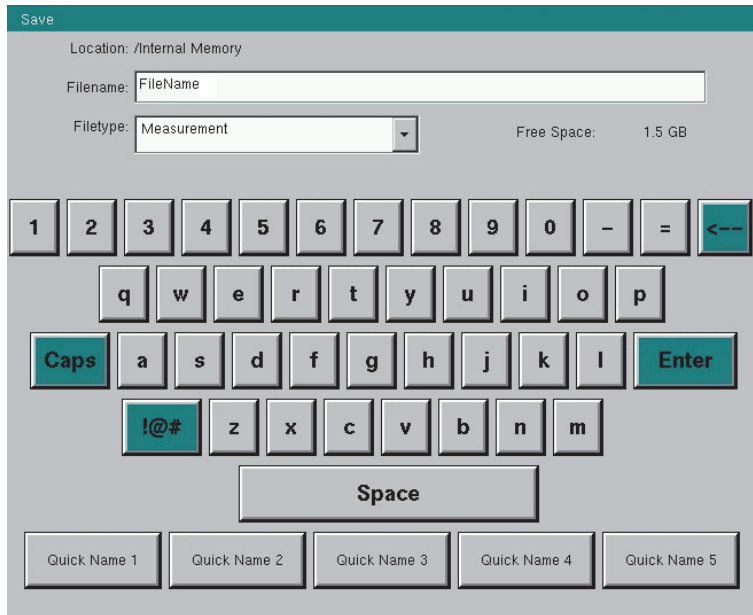 Save
Location: /Internal Memory
Filename: FileName
Filetype: Measurement Free Space: 1.5 GB
1 2 3 4 5 6 7 8 9 0 - = <--
q w e r t y u i o p
Caps a s d f g h j k l Enter
!@# z x c v b n m
Space
Quick Name 1 Quick Name 2 Quick Name 3 Quick Name 4 Quick Name 5